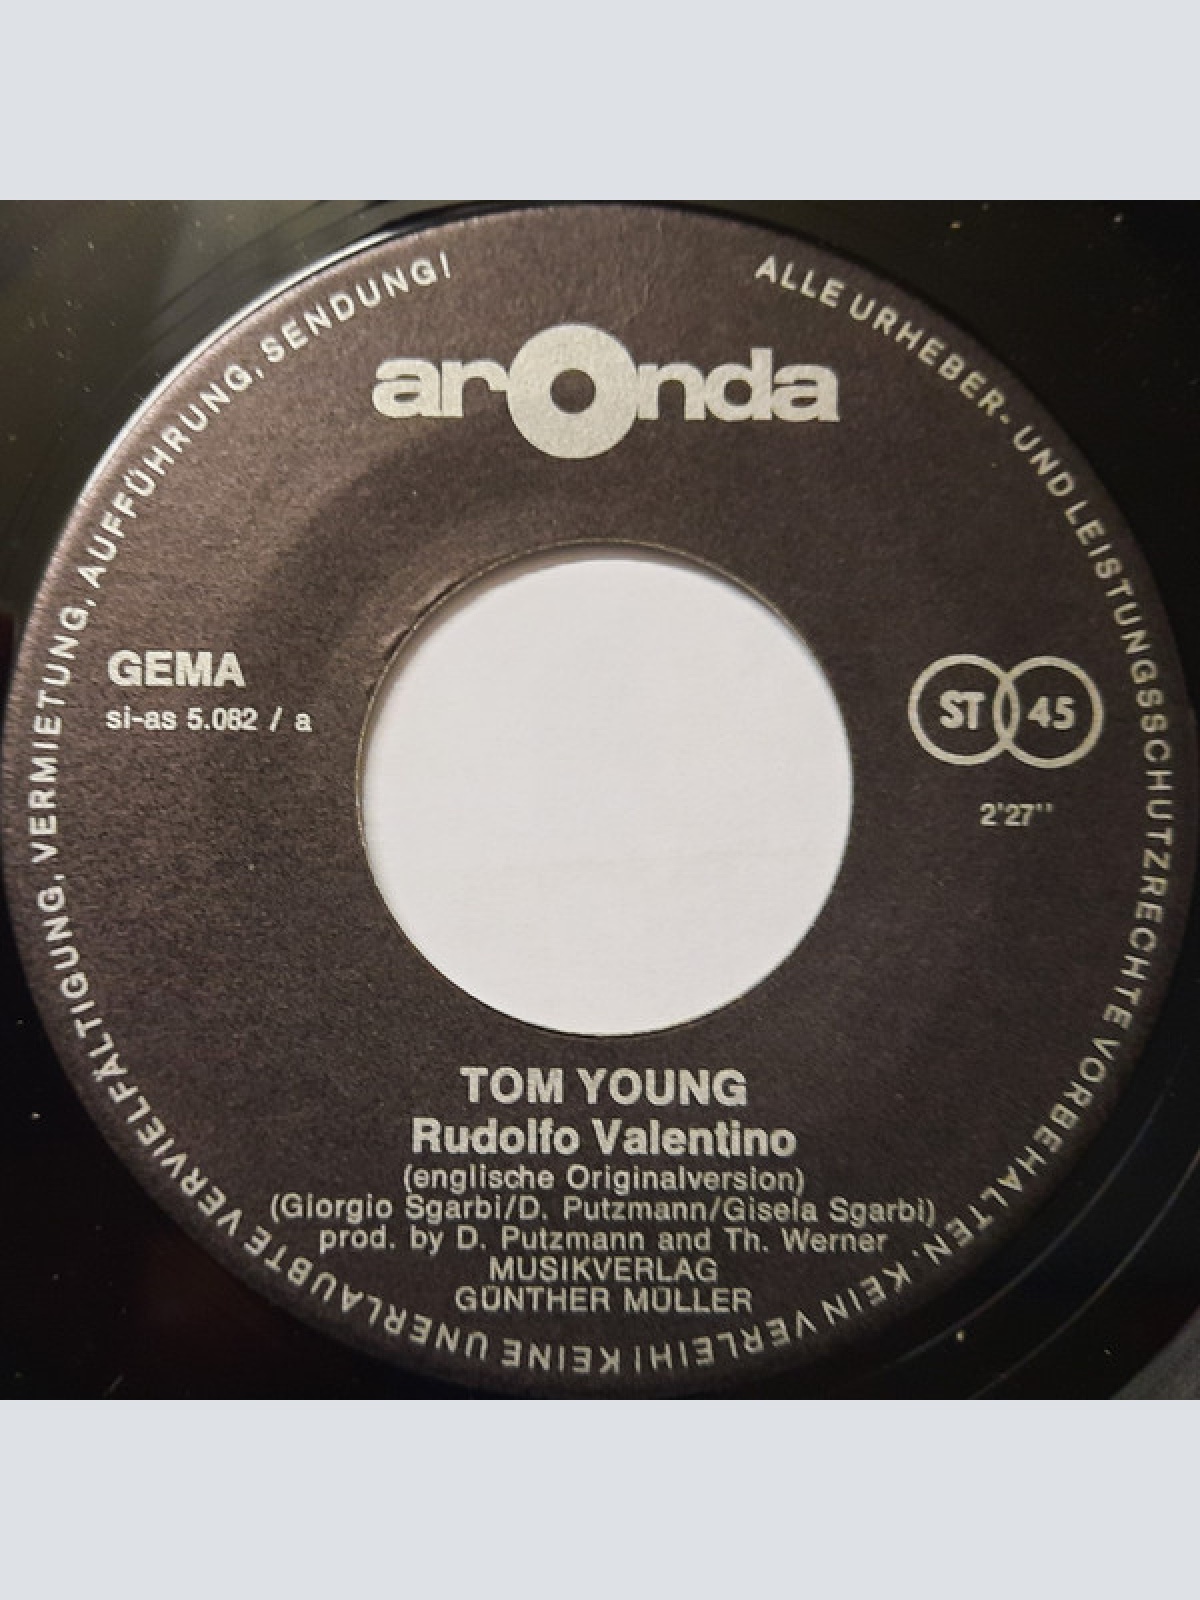 ALLE URHEBER- UND LEISTUNGSSCHUTZRECHTE VORBEHALTEN. KEIN VERLEIH! KEINE UNERLAUBTE VERVIELFÄLTIGUNG, VERMIETUNG, AUFFÜHRUNG, SENDUNG!
aronda
GEMA
si-as 5.082 / a
ST 45
2'27''
TOM YOUNG
Rudolfo Valentino
(englische Originalversion)
(Giorgio Sgarbi/D. Putzmann/Gisela Sgarbi)
prod. by D. Putzmann and Th. Werner
MUSIKVERLAG
GÜNTHER MÜLLER